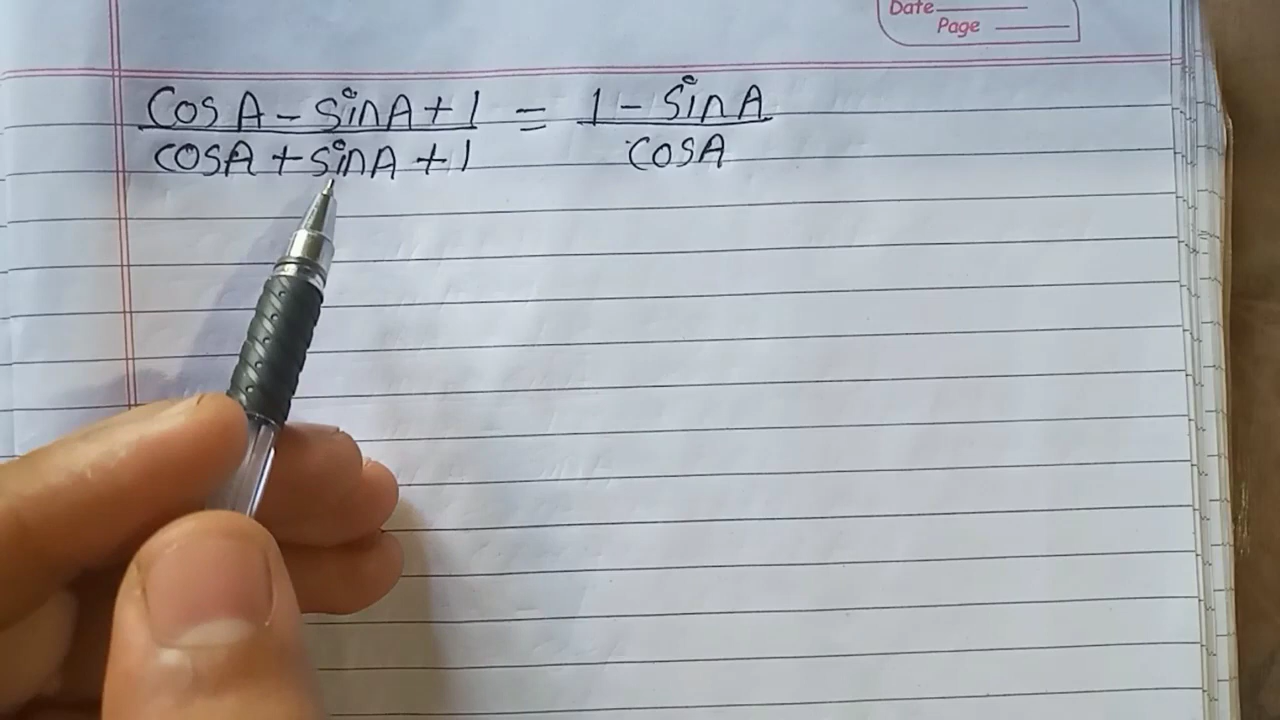 Date
Page
cosA - sinA + 1 = 1 - sinA
cosA + sinA + 1 cosA